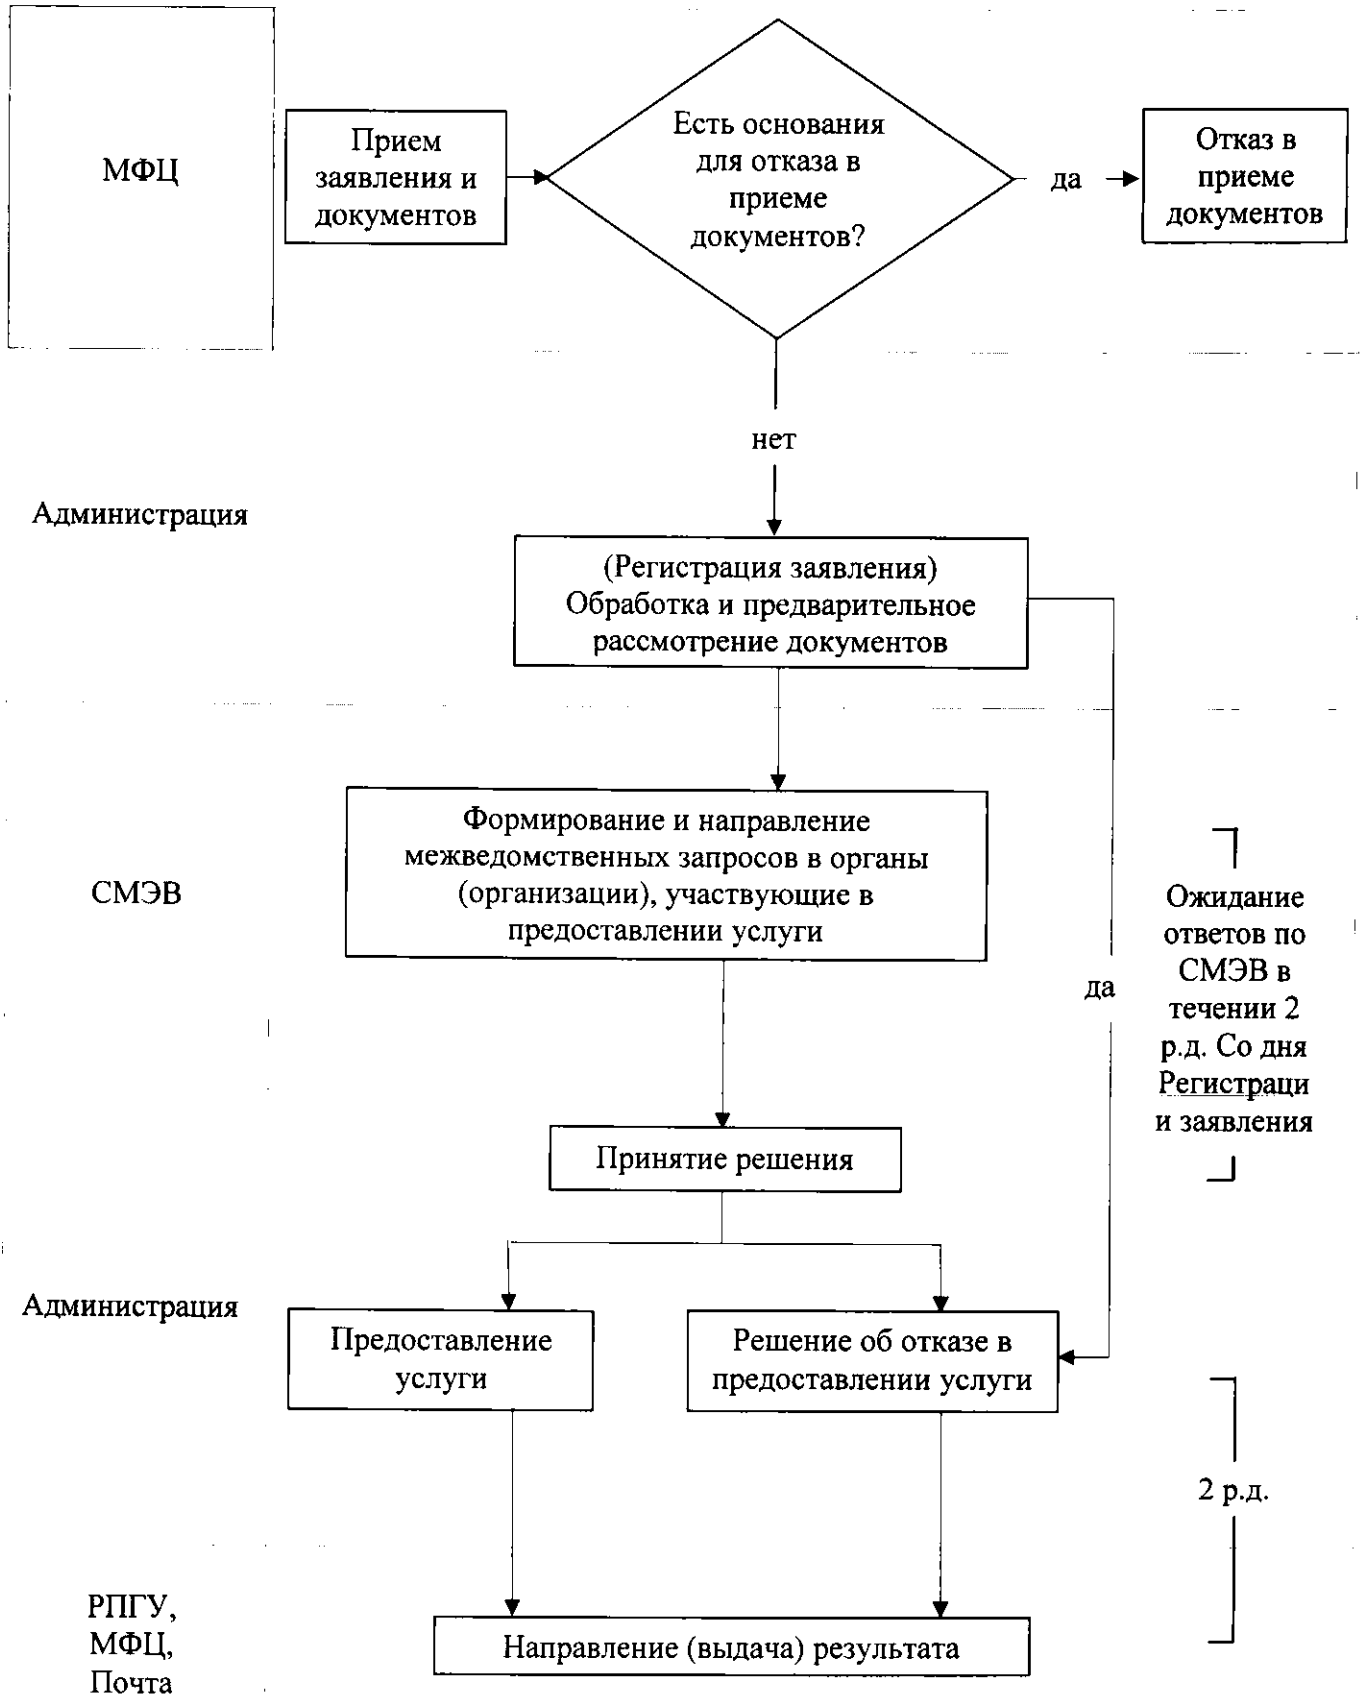 МФЦ
Прием
заявления и
документов
Есть основания
для отказа в
приеме
документов?
да
Отказ в
приеме
документов
нет
Администрация
(Регистрация заявления)
Обработка и предварительное
рассмотрение документов
СМЭВ
Формирование и направление
межведомственных запросов в органы
(организации), участвующие в
предоставлении услуги
да
Ожидание
ответов по
СМЭВ в
течении 2
р.д. Со дня
Регистраци
и заявления
Принятие решения
Администрация
Предоставление
услуги
Решение об отказе в
предоставлении услуги
2 р.д.
РПГУ,
МФЦ,
Почта
Направление (выдача) результата